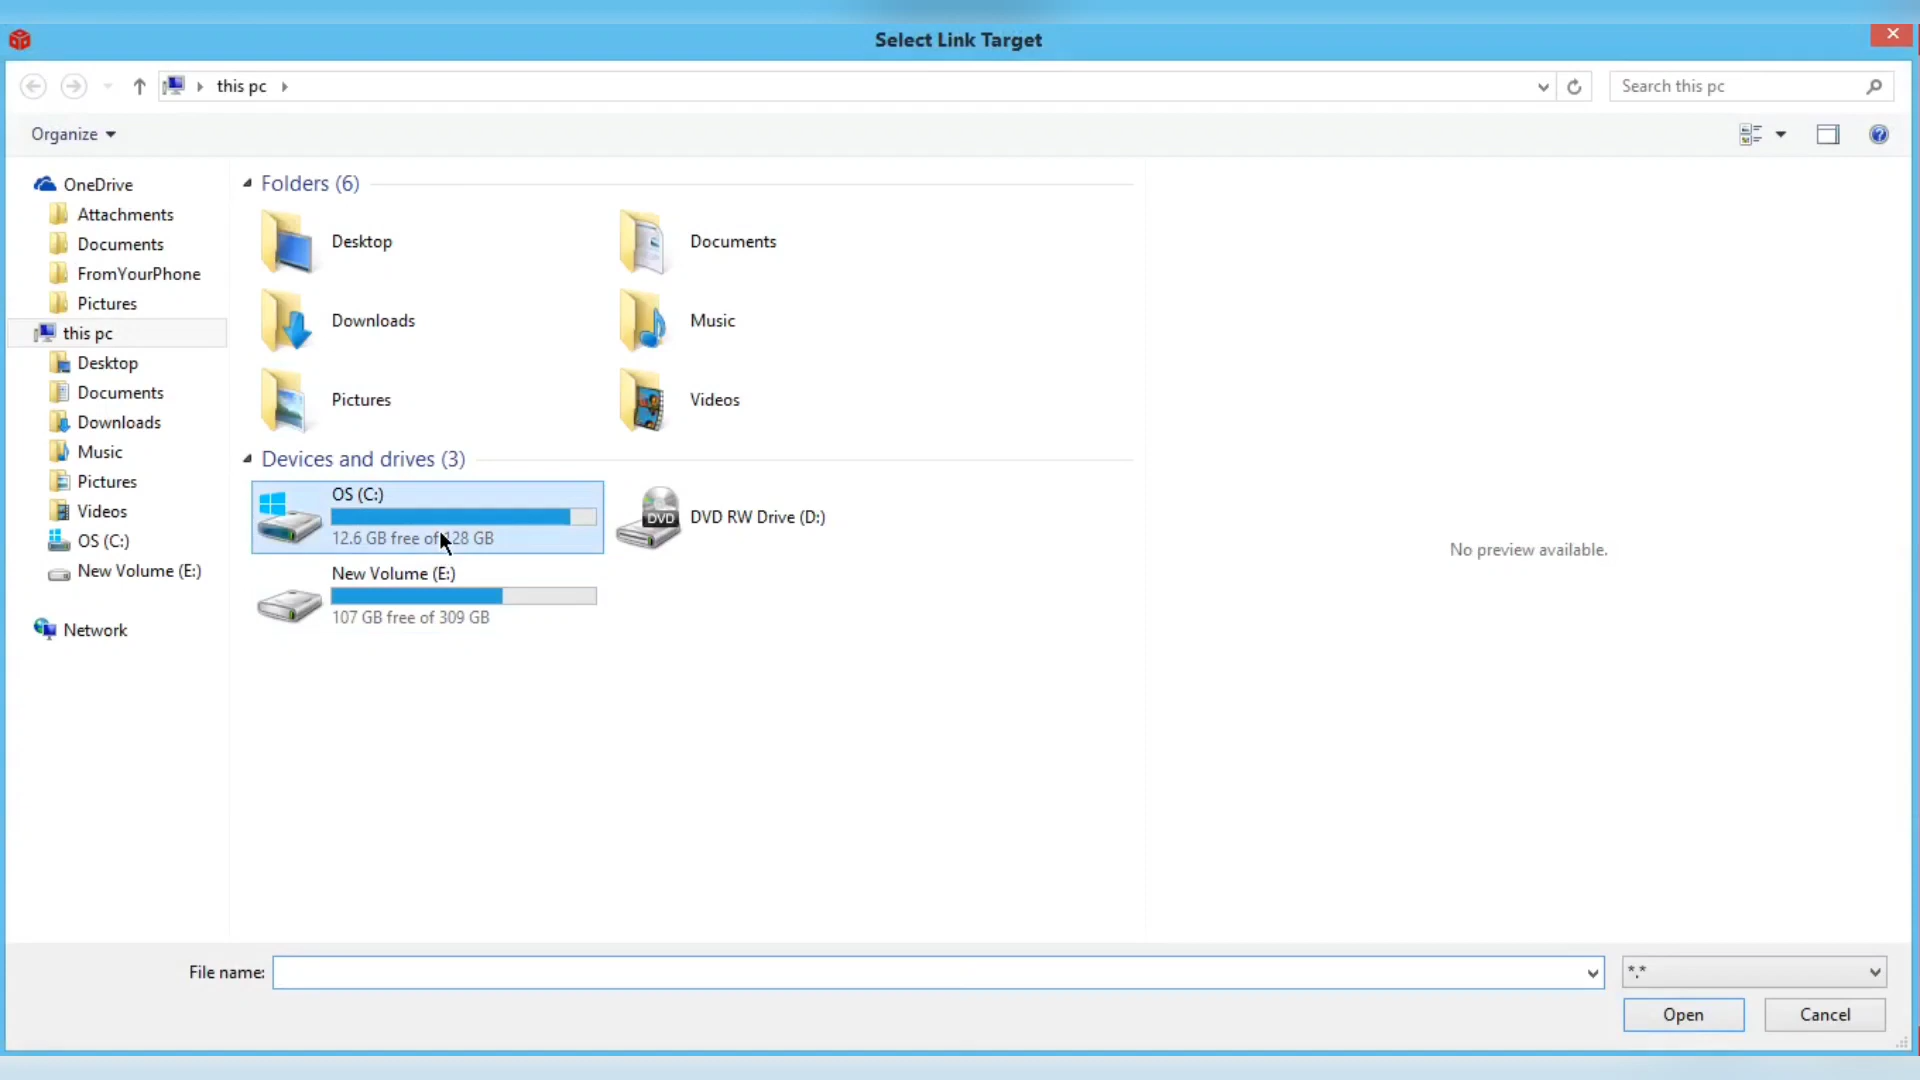 Select Link Target
this pc
Search this pc
Organize
OneDrive
Attachments
Documents
FromYourPhone
Pictures
this pc
Desktop
Documents
Downloads
Music
Pictures
Videos
OS (C:)
New Volume (E:)
Network
Folders (6)
Desktop
Documents
Downloads
Music
Pictures
Videos
Devices and drives (3)
OS (C:)
12.6 GB free of 128 GB
DVD
DVD RW Drive (D:)
New Volume (E:)
107 GB free of 309 GB
No preview available.
File name:
*.*
Open
Cancel